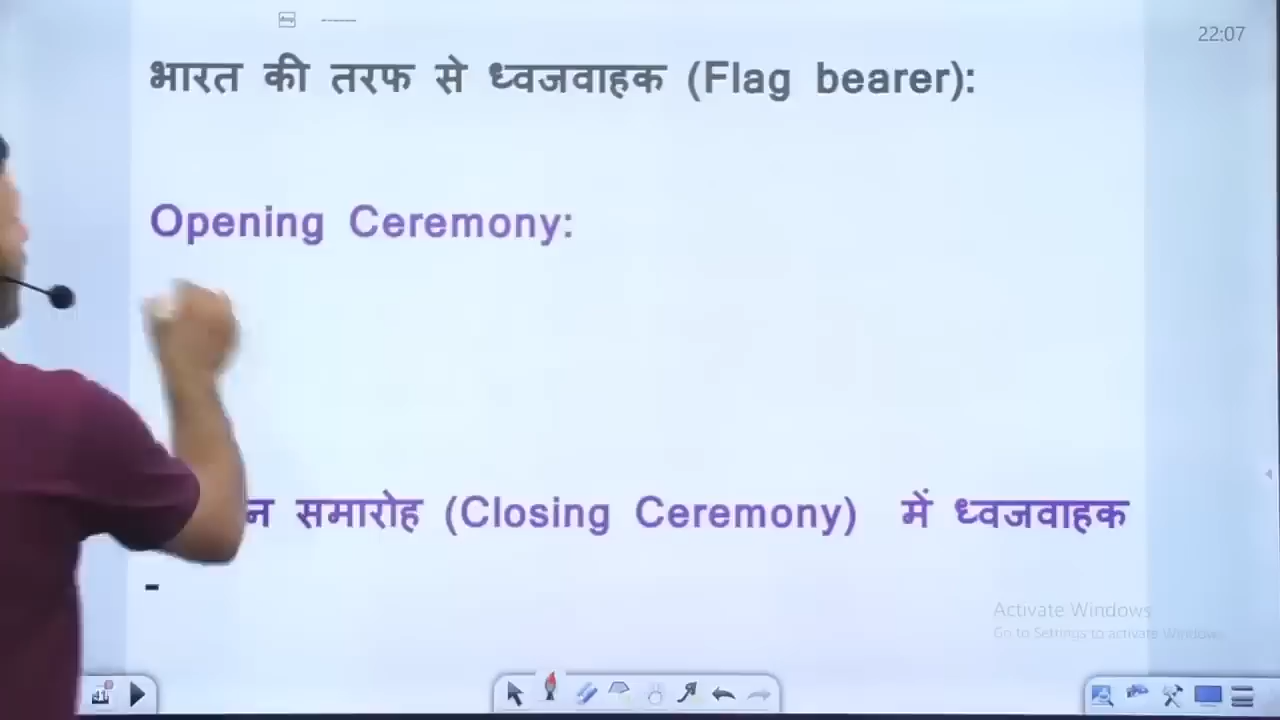 22:07
भारत की तरफ से ध्वजवाहक (Flag bearer):
Opening Ceremony:
न समारोह (Closing Ceremony) में ध्वजवाहक
-
Activate Windows
Go to Settings to activate Windows.
41